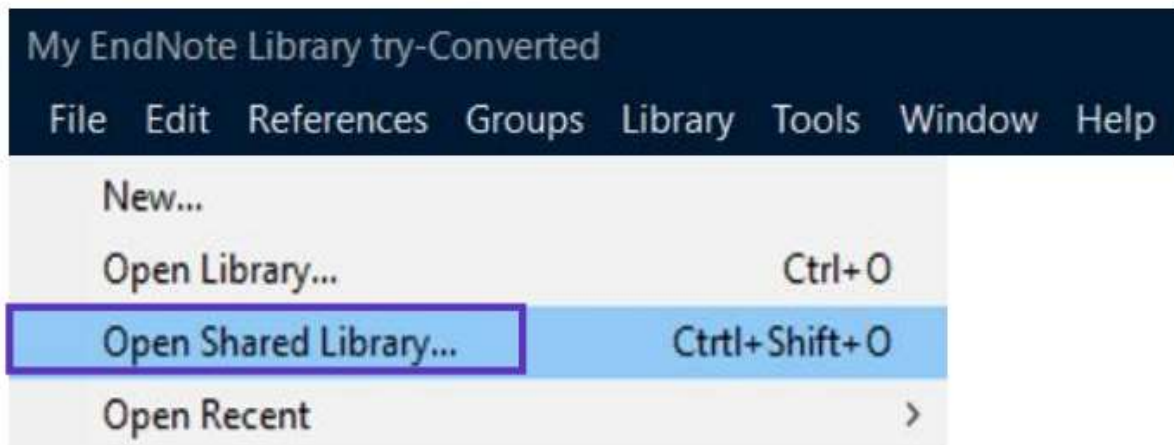 My EndNote Library try-Converted
File Edit References Groups Library Tools Window Help
New...
Open Library... Ctrl+O
Open Shared Library... Ctrtl+Shift+O
Open Recent >